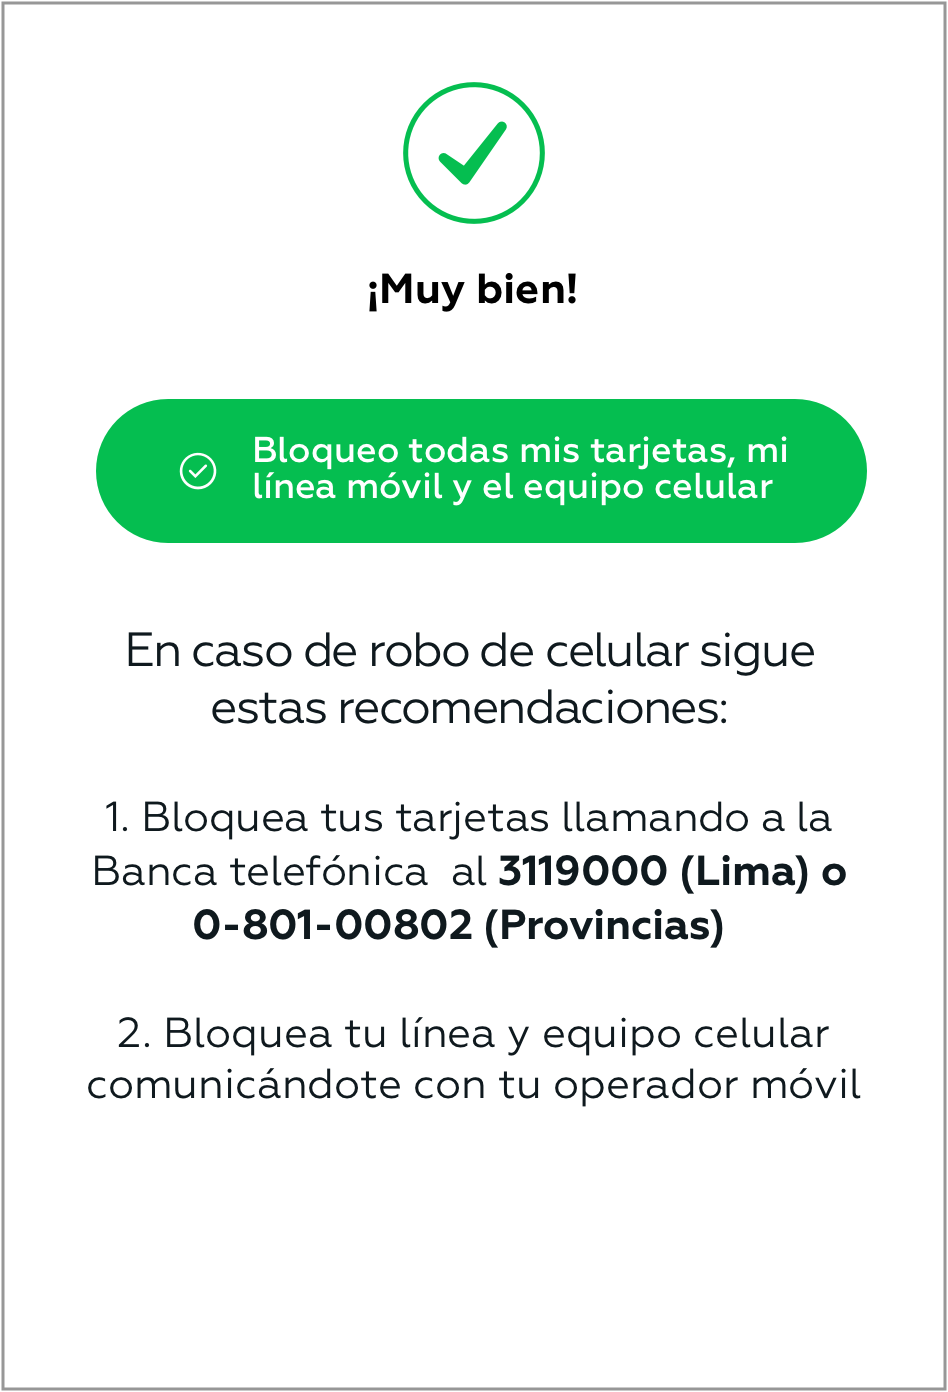 ¡Muy bien!
Bloqueo todas mis tarjetas, mi
línea móvil y el equipo celular
En caso de robo de celular sigue
estas recomendaciones:
1. Bloquea tus tarjetas llamando a la
Banca telefónica  al 3119000 (Lima) o
0-801-00802 (Provincias)
2. Bloquea tu línea y equipo celular
comunicándote con tu operador móvil